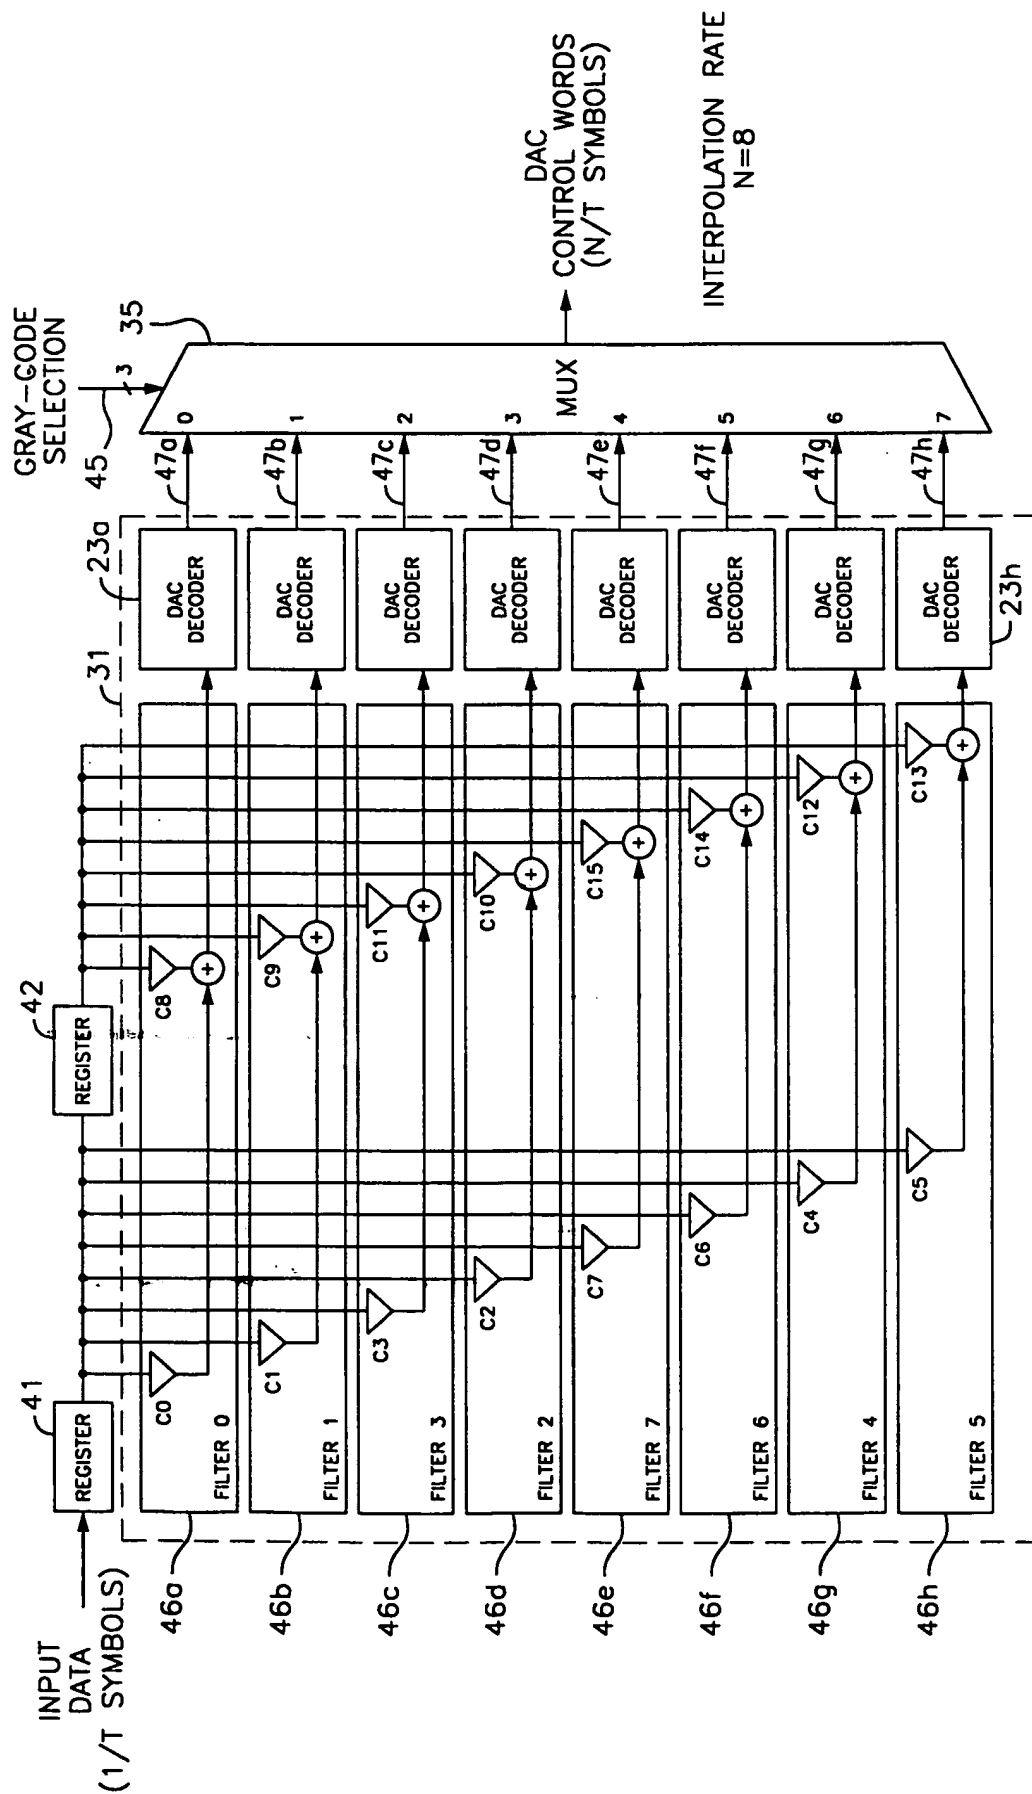 INPUT
DATA
(1/T SYMBOLS)
41
REGISTER
42
REGISTER
31
GRAY-CODE
SELECTION
45
3
35
46a
FILTER 0
C0
C8
+
DAC
DECODER
23a
47a
0
46b
FILTER 1
C1
C9
+
DAC
DECODER
47b
1
46c
FILTER 3
C3
C11
+
DAC
DECODER
47c
2
46d
FILTER 2
C2
C10
+
DAC
DECODER
47d
3
46e
FILTER 7
C7
C15
+
DAC
DECODER
47e
4
46f
FILTER 6
C6
C14
+
DAC
DECODER
47f
5
46g
FILTER 4
C4
C12
+
DAC
DECODER
47g
6
46h
FILTER 5
C5
C13
+
DAC
DECODER
23h
47h
7
MUX
DAC
CONTROL WORDS
(N/T SYMBOLS)
INTERPOLATION RATE
N=8